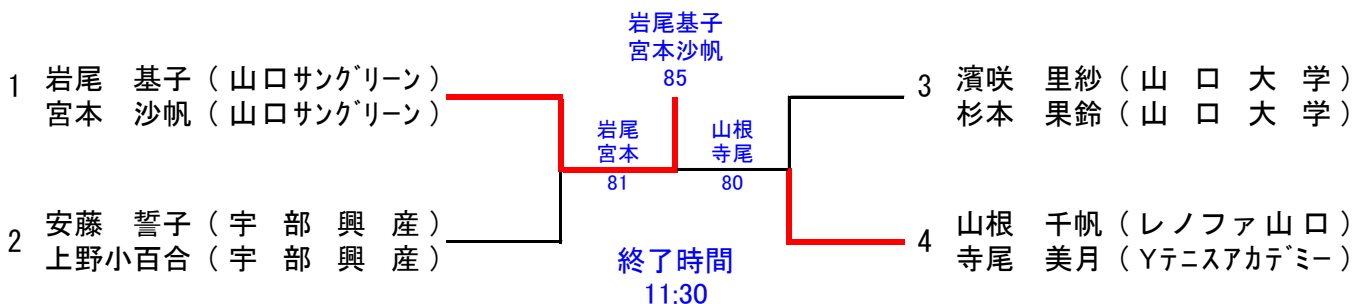 岩尾基子
宮本沙帆
85
1 岩尾 基子(山口サングリーン)
宮本 沙帆(山口サングリーン)
3 濱咲 里紗(山口大学)
杉本 果鈴(山口大学)
岩尾
宮本
81
山根
寺尾
80
2 安藤 誓子(宇部興産)
上野小百合(宇部興産)
4 山根 千帆(レノファ山口)
寺尾 美月(Yテニスアカデミー)
終了時間
11:30